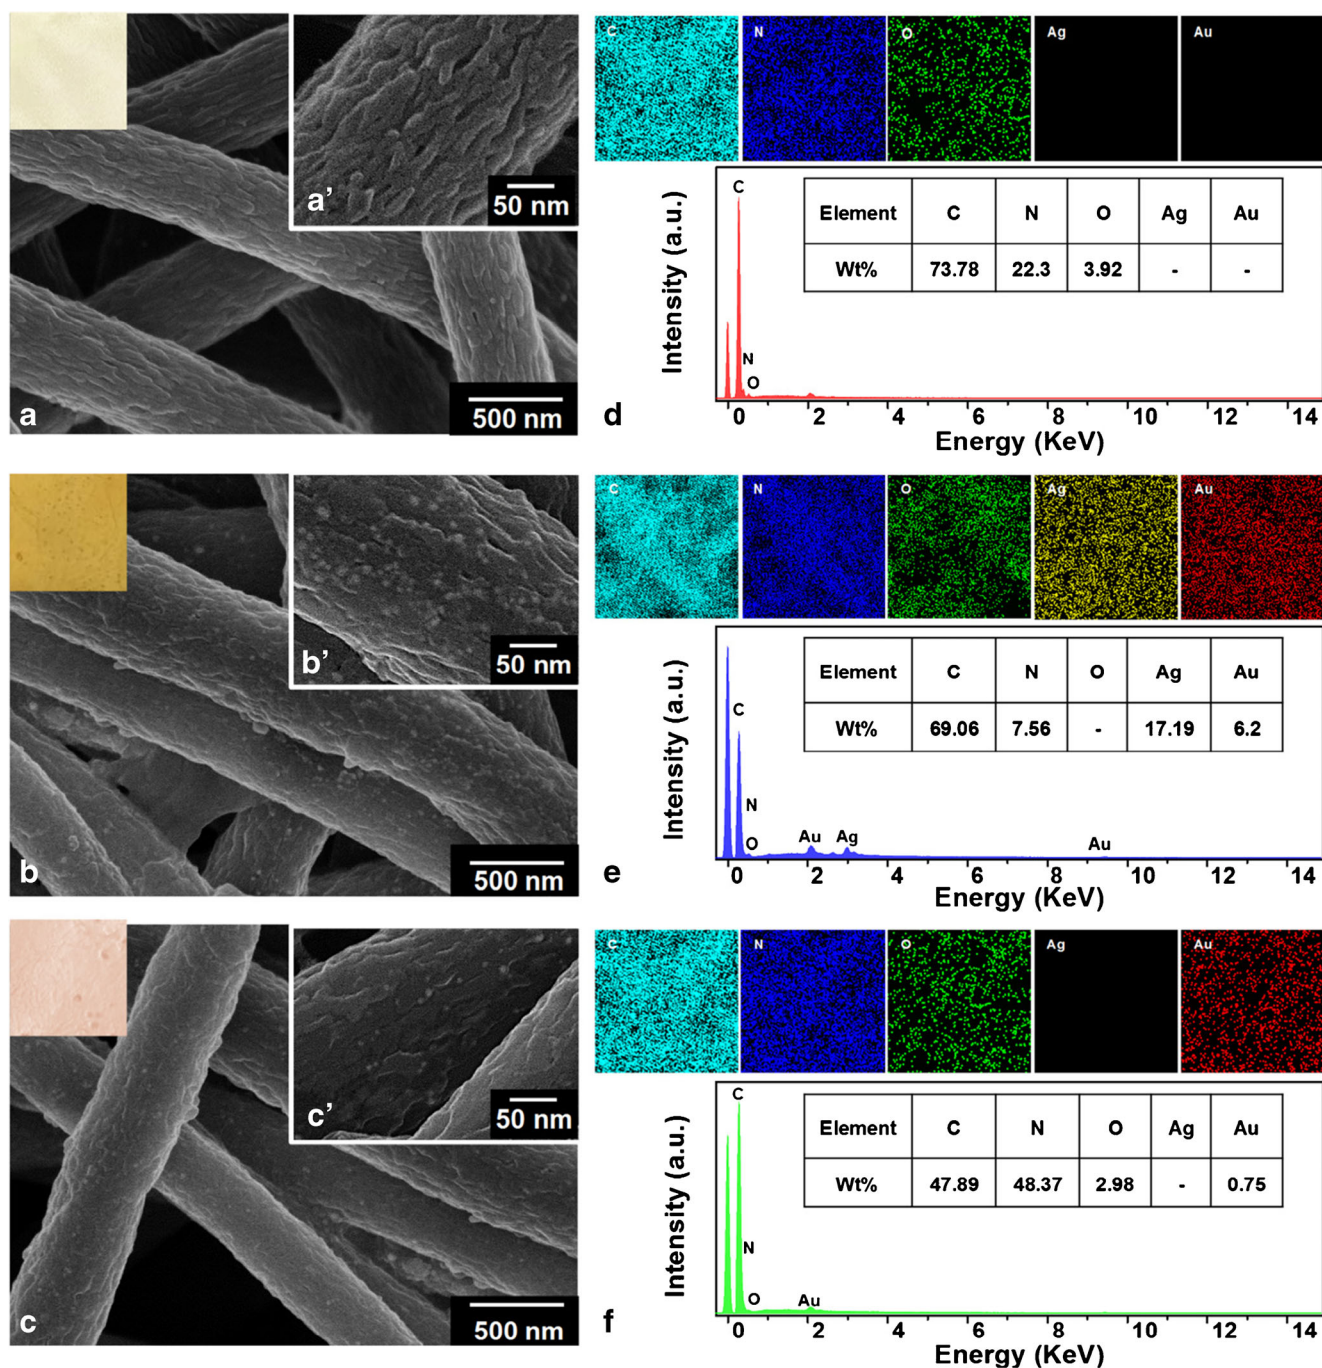 a’
50 nm
a
500 nm
C
N
O
Ag
Au
C
Element C N O Ag Au
Wt% 73.78 22.3 3.92 - -
N
O
Intensity (a.u.)
0 2 4 6 8 10 12 14
Energy (KeV)
d
b’
50 nm
b
500 nm
C
N
O
Ag
Au
Element C N O Ag Au
Wt% 69.06 7.56 - 17.19 6.2
C
N
O
Au
Ag
Au
Intensity (a.u.)
0 2 4 6 8 10 12 14
Energy (KeV)
e
c’
50 nm
c
500 nm
C
N
O
Ag
Au
C
Element C N O Ag Au
Wt% 47.89 48.37 2.98 - 0.75
N
O
Au
Intensity (a.u.)
0 2 4 6 8 10 12 14
Energy (KeV)
f